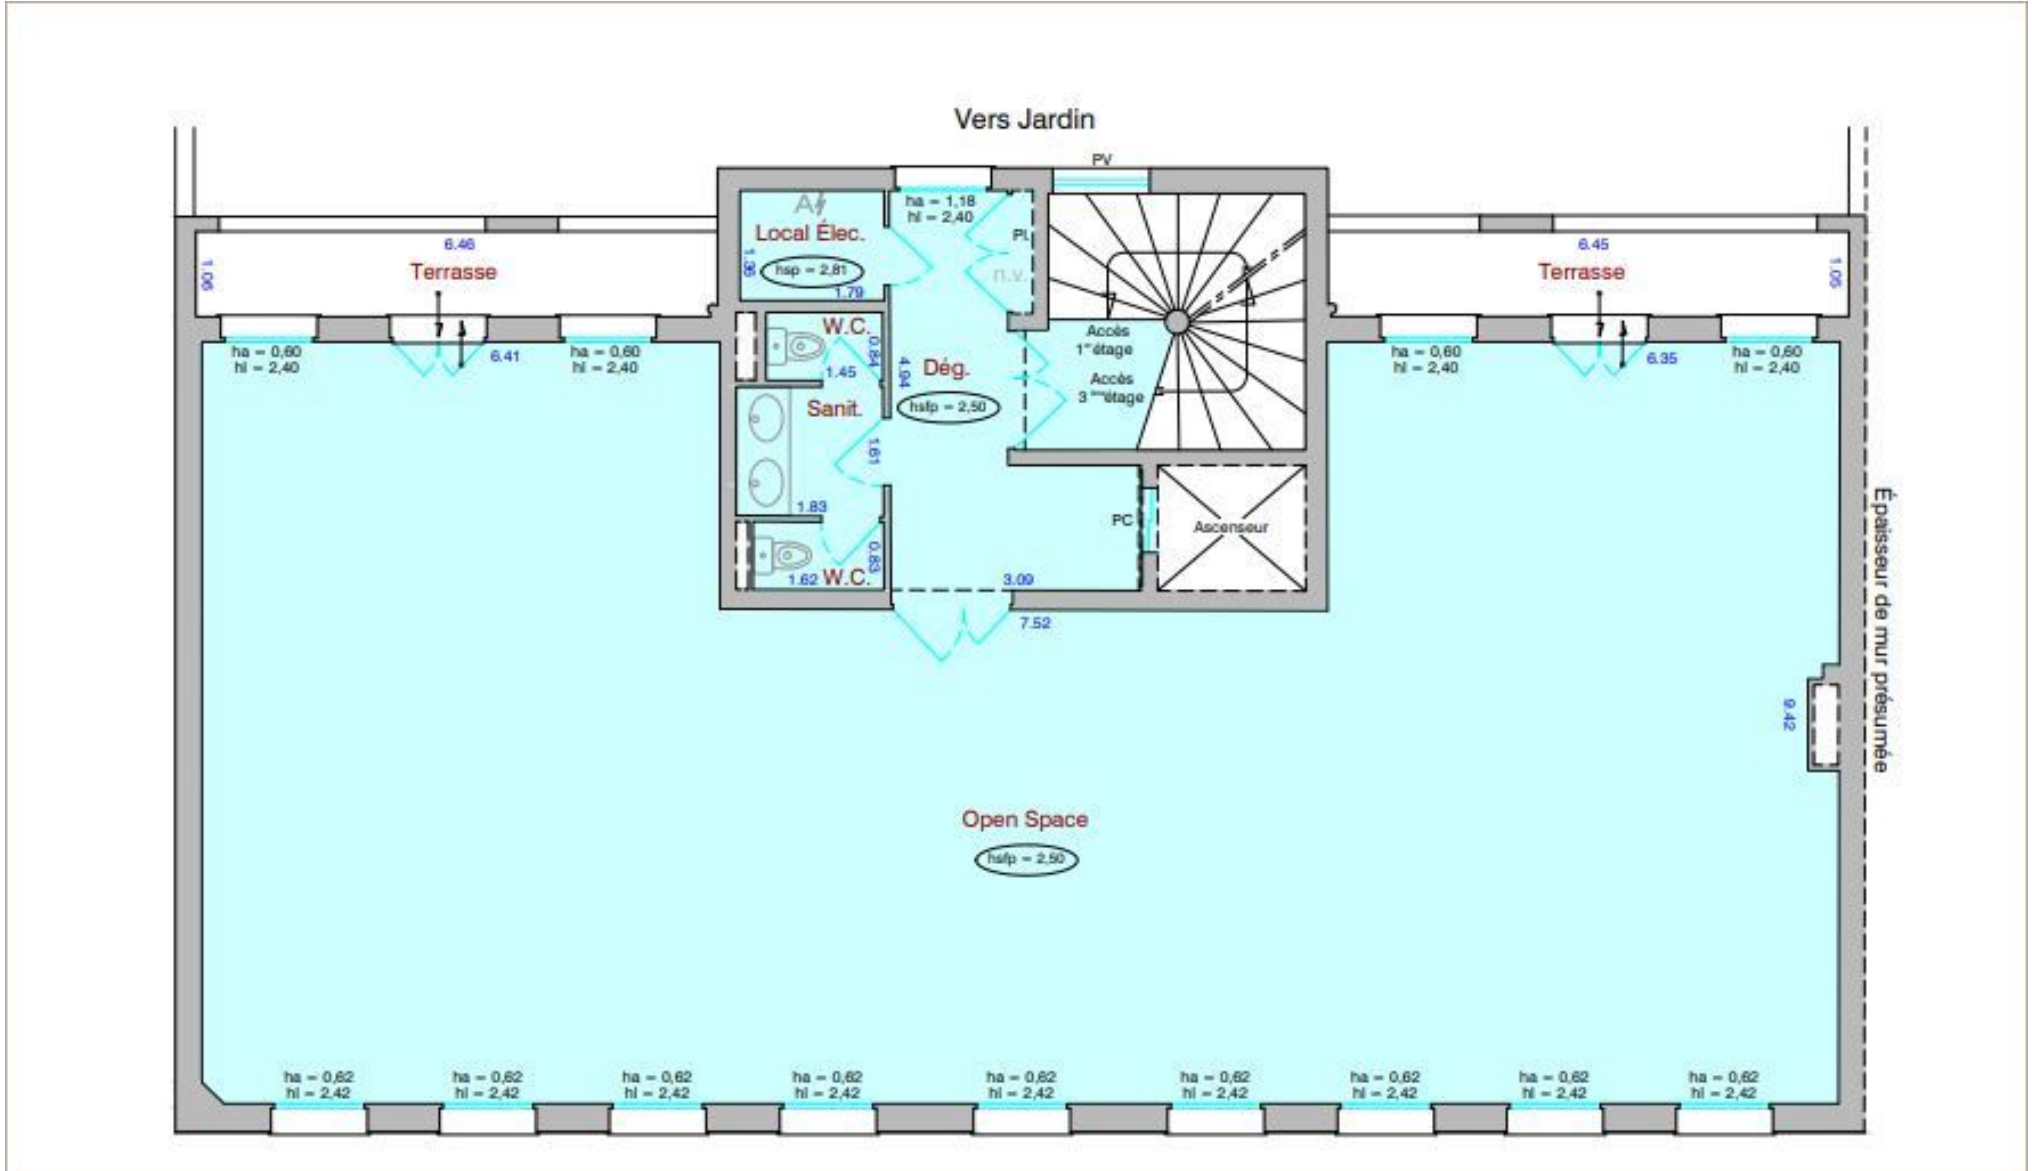 Vers Jardin
PV
A
ha = 1,18
hl = 2,40
Local Élec.
hsp = 2,81
1.36
1.79
Pl.
n.v.
6.46
Terrasse
1.06
6.45
Terrasse
1.05
W.C.
0.84
1.45
Dég.
4.94
hsfp = 2,50
Accès
1er étage
Accès
3ème étage
ha = 0,60
hl = 2,40
6.41
ha = 0,60
hl = 2,40
ha = 0,60
hl = 2,40
6.35
ha = 0,60
hl = 2,40
Sanit.
1.61
1.83
0.83
1.62
W.C.
PC
Ascenseur
3.09
7.52
Épaisseur de mur présumée
9.42
Open Space
hsfp = 2,50
ha = 0,62
hl = 2,42
ha = 0,62
hl = 2,42
ha = 0,62
hl = 2,42
ha = 0,62
hl = 2,42
ha = 0,62
hl = 2,42
ha = 0,62
hl = 2,42
ha = 0,62
hl = 2,42
ha = 0,62
hl = 2,42
ha = 0,62
hl = 2,42